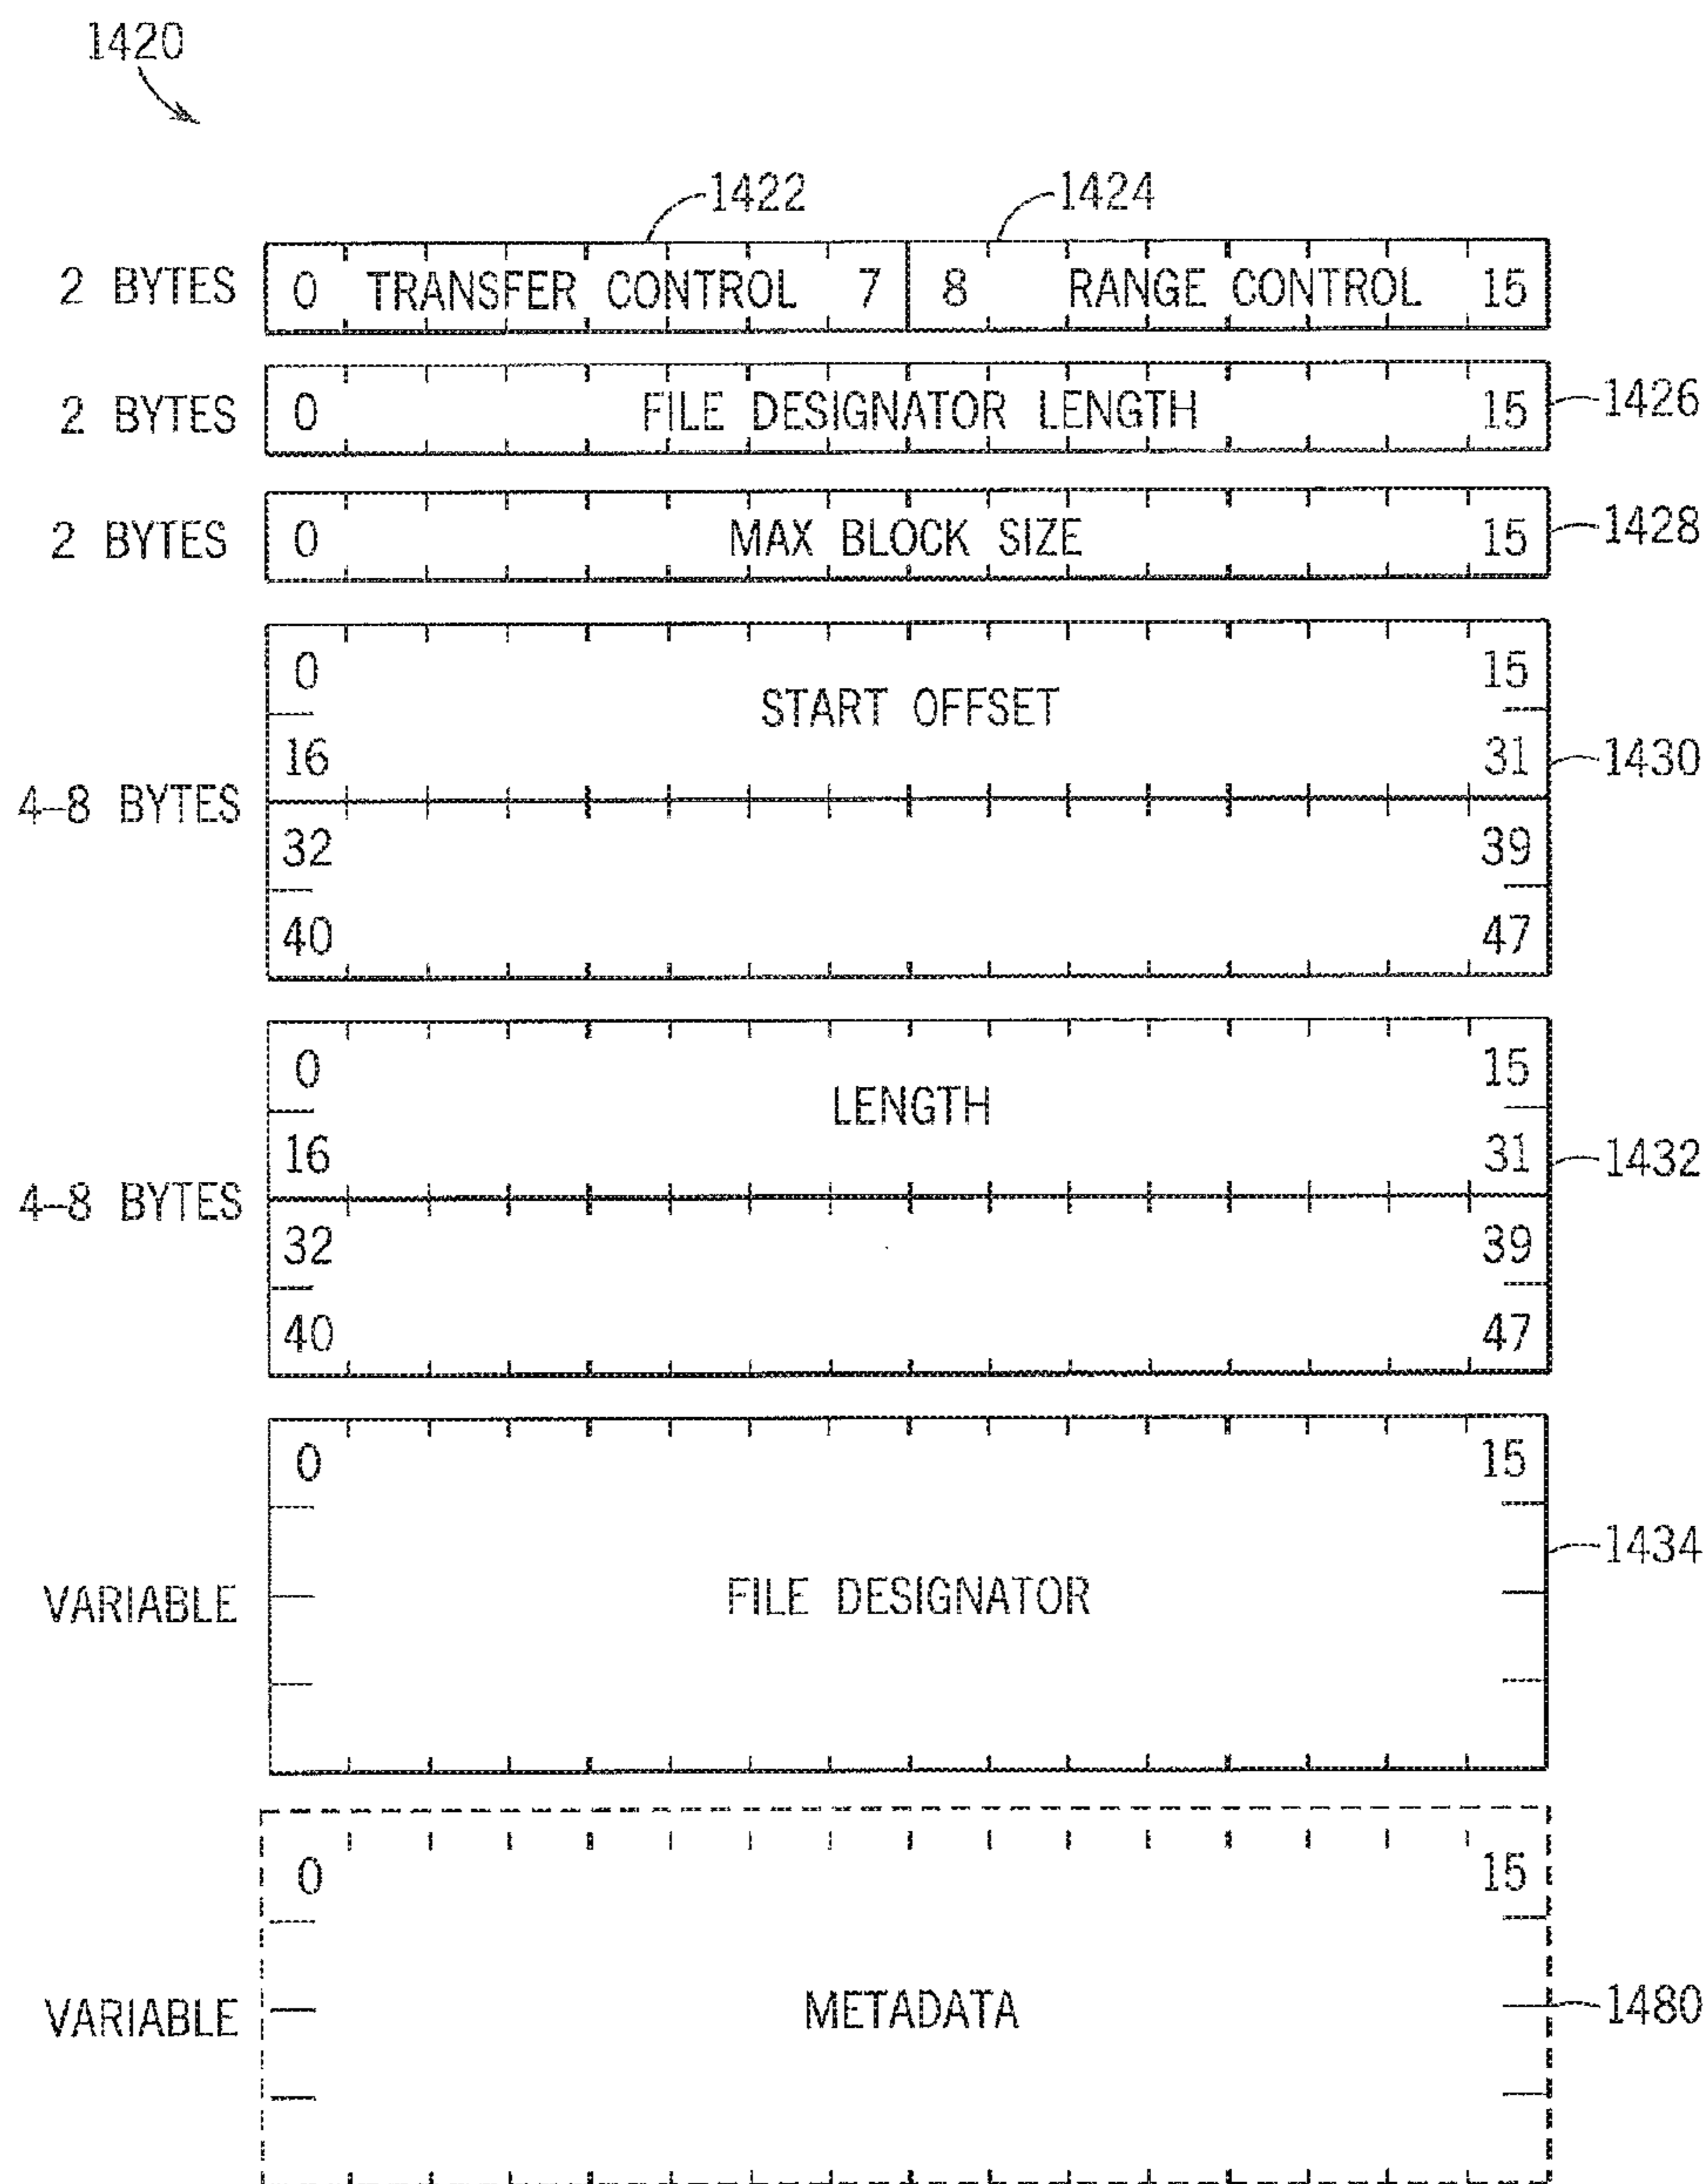 1420
1422 1424
2 BYTES 0 TRANSFER CONTROL 7 8 RANGE CONTROL 15
2 BYTES 0 FILE DESIGNATOR LENGTH 15 1426
2 BYTES 0 MAX BLOCK SIZE 15 1428
0 15
START OFFSET
16 31 1430
4–8 BYTES
32 39
40 47
0 15
LENGTH
16 31 1432
4–8 BYTES
32 39
40 47
0 15
1434
VARIABLE FILE DESIGNATOR
0 15
VARIABLE METADATA 1480